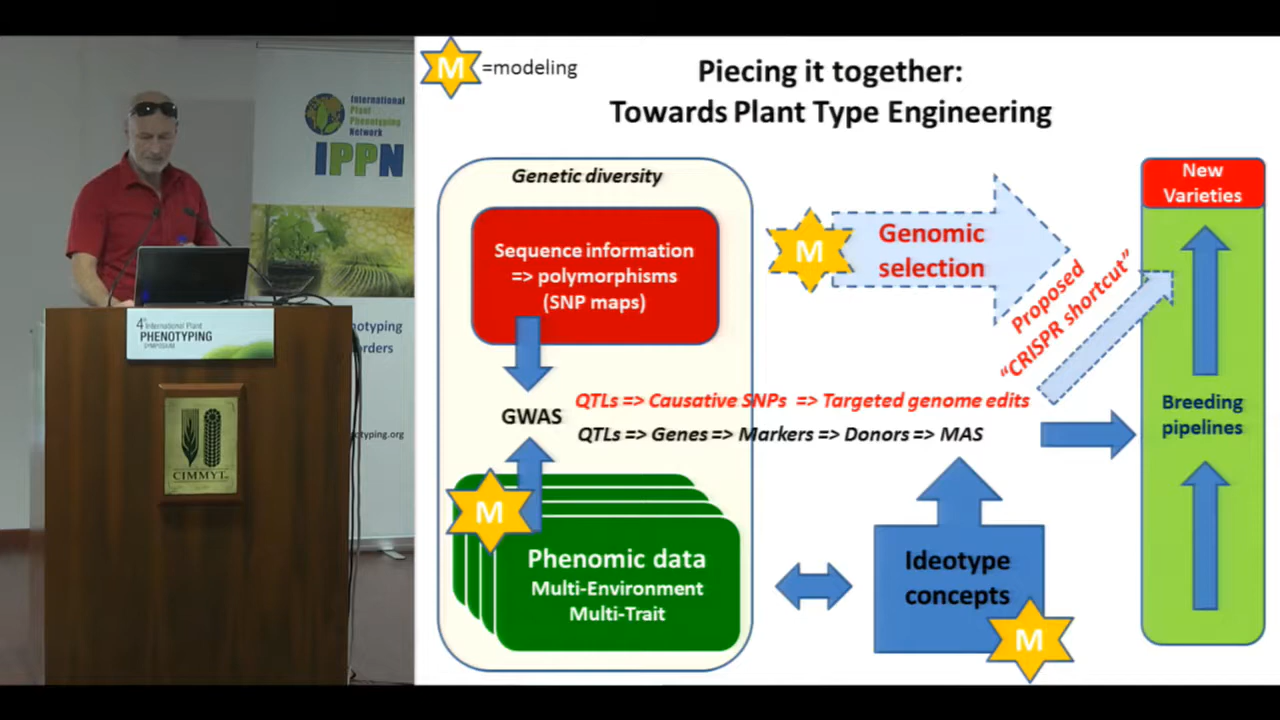 M
=modeling
Piecing it together:
Towards Plant Type Engineering
International
Plant
Phenotyping
Network
IPPN
4th International Plant
PHENOTYPING
SYMPOSIUM
CIMMYT
notyping
orders
otyping.org
Genetic diversity
Sequence information
=> polymorphisms
(SNP maps)
GWAS
QTLs => Causative SNPs => Targeted genome edits
QTLs => Genes => Markers => Donors => MAS
M
Phenomic data
Multi-Environment
Multi-Trait
M
Genomic
selection
Proposed
“CRISPR shortcut”
Ideotype
concepts
M
New
Varieties
Breeding
pipelines